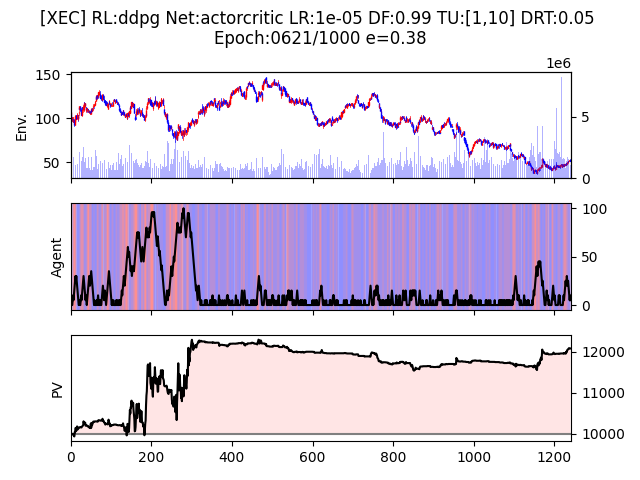 [XEC] RL:ddpg Net:actorcritic LR:1e-05 DF:0.99 TU:[1,10] DRT:0.05
Epoch:0621/1000 e=0.38
1e6
150
100
50
Env.
5
0
Agent
100
50
0
PV
12000
11000
10000
0 200 400 600 800 1000 1200